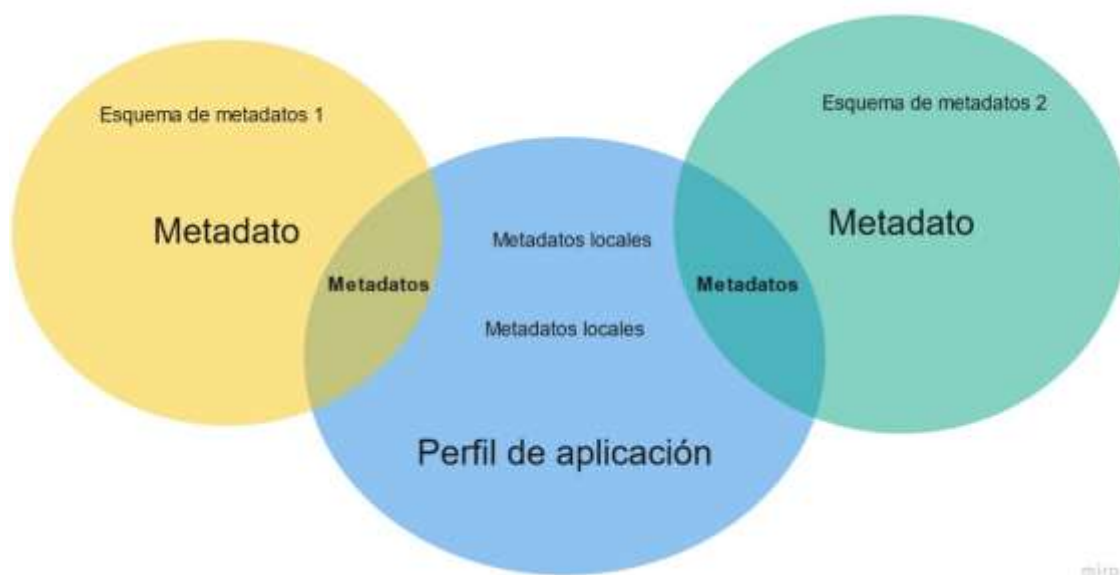 Esquema de metadatos 1
Esquema de metadatos 2
Metadato
Metadato
Metadatos locales
Metadatos
Metadatos
Metadatos locales
Perfil de aplicación
miro